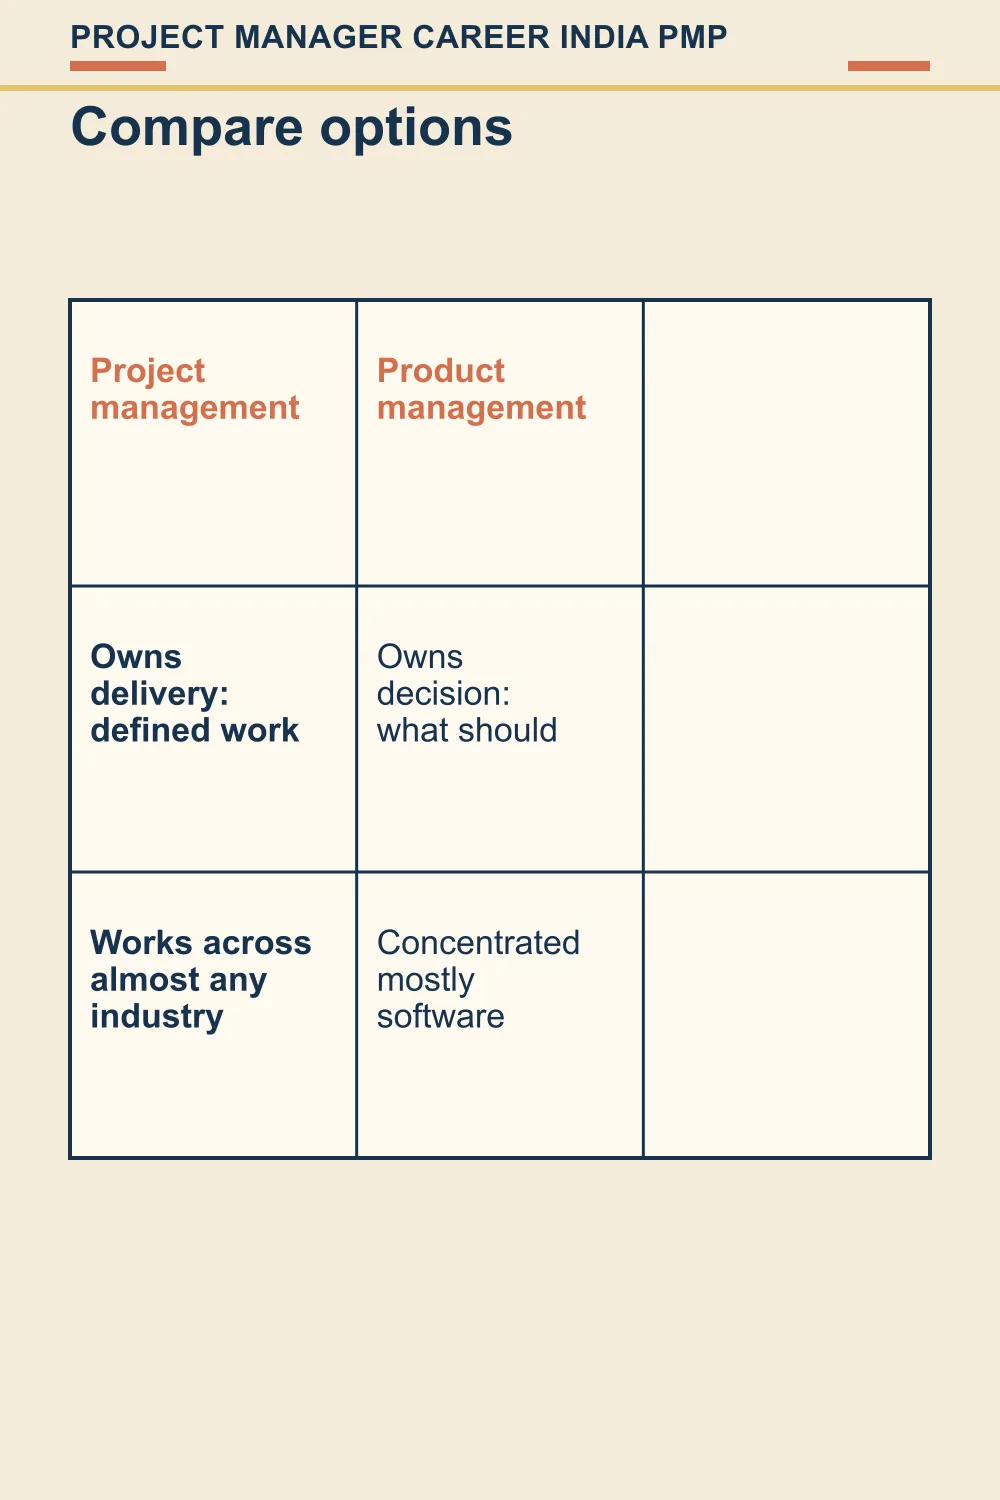 PROJECT MANAGER CAREER INDIA PMP
Compare options
Project
management
Product
management
Owns
delivery:
defined work
Owns
decision:
what should
Works across
almost any
industry
Concentrated
mostly
software